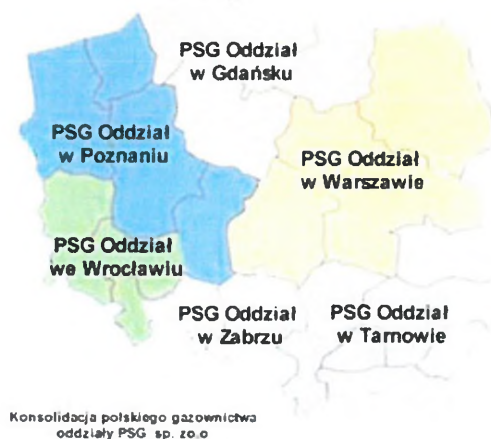 PSG Oddział
w Gdańsku
PSG Oddział
w Poznaniu
PSG Oddział
w Warszawie
PSG Oddział
we Wrocławiu
PSG Oddział
w Zabrzu
PSG Oddział
w Tarnowie
Konsolidacja polskiego gazownictwa
oddziały PSG sp. zo.o